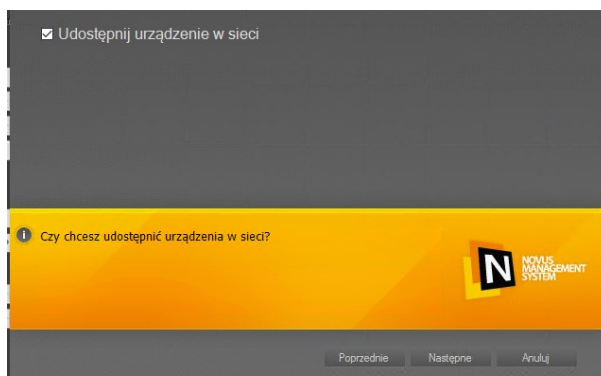 Udostępnij urządzenie w sieci
Czy chcesz udostępnić urządzenia w sieci?
N
NOVUS
MANAGEMENT
SYSTEM
Poprzednie Następne Anuluj